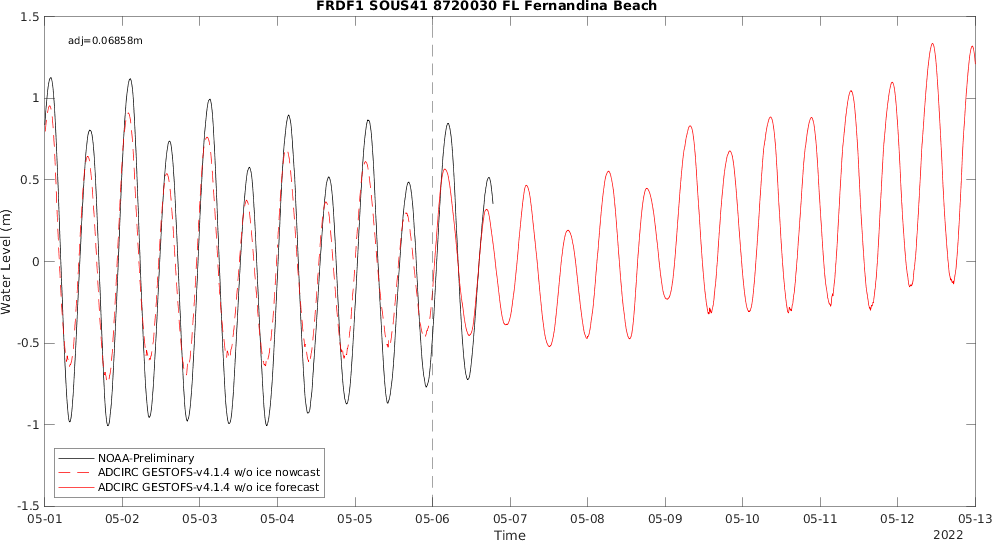 FRDF1 SOUS41 8720030 FL Fernandina Beach
1.5
adj=0.06858m
1
0.5
Water Level (m)
0
-0.5
-1
NOAA-Preliminary
ADCIRC GESTOFS-v4.1.4 w/o ice nowcast
ADCIRC GESTOFS-v4.1.4 w/o ice forecast
-1.5
05-01 05-02 05-03 05-04 05-05 05-06 05-07 05-08 05-09 05-10 05-11 05-12 05-13
Time
2022